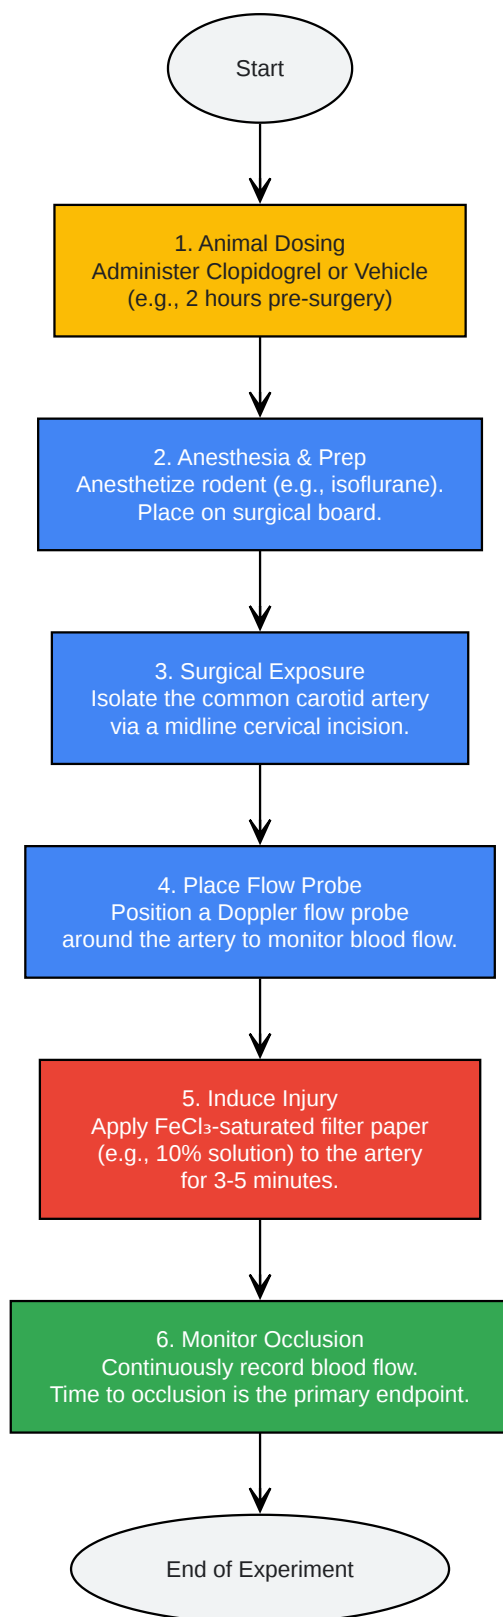 Start
1. Animal Dosing
Administer Clopidogrel or Vehicle
(e.g., 2 hours pre-surgery)
2. Anesthesia & Prep
Anesthetize rodent (e.g., isoflurane).
Place on surgical board.
3. Surgical Exposure
Isolate the common carotid artery
via a midline cervical incision.
4. Place Flow Probe
Position a Doppler flow probe
around the artery to monitor blood flow.
5. Induce Injury
Apply FeCl₃-saturated filter paper
(e.g., 10% solution) to the artery
for 3-5 minutes.
6. Monitor Occlusion
Continuously record blood flow.
Time to occlusion is the primary endpoint.
End of Experiment